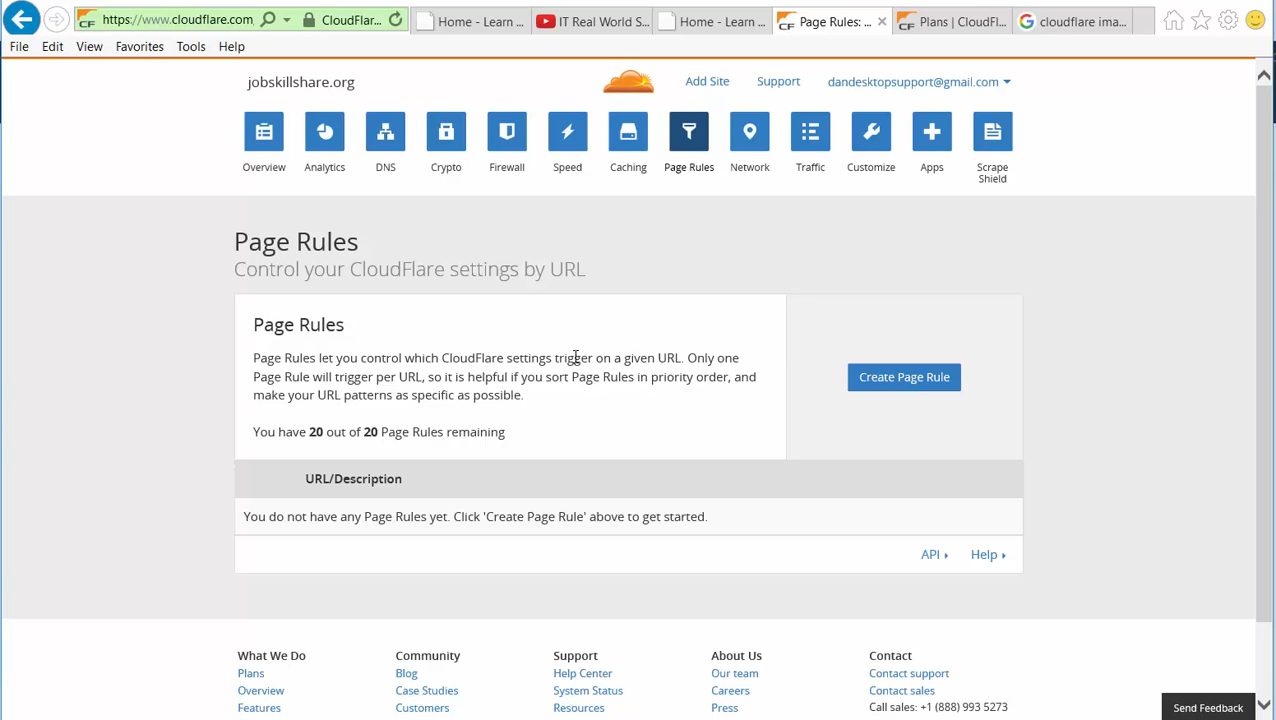 https://www.cloudflare.com
CloudFlar...
Home - Learn ...
IT Real World S...
Home - Learn ...
Page Rules: ...
Plans | CloudFl...
cloudflare ima...
File Edit View Favorites Tools Help
jobskillshare.org
Add Site
Support
dandesktopsupport@gmail.com
Overview
Analytics
DNS
Crypto
Firewall
Speed
Caching
Page Rules
Network
Traffic
Customize
Apps
Scrape
Shield
Page Rules
Control your CloudFlare settings by URL
Page Rules
Page Rules let you control which CloudFlare settings trigger on a given URL. Only one
Page Rule will trigger per URL, so it is helpful if you sort Page Rules in priority order, and
make your URL patterns as specific as possible.
You have 20 out of 20 Page Rules remaining
Create Page Rule
URL/Description
You do not have any Page Rules yet. Click 'Create Page Rule' above to get started.
API
Help
What We Do
Plans
Overview
Features
Community
Blog
Case Studies
Customers
Support
Help Center
System Status
Resources
About Us
Our team
Careers
Press
Contact
Contact support
Contact sales
Call sales: +1 (888) 993 5273
Send Feedback